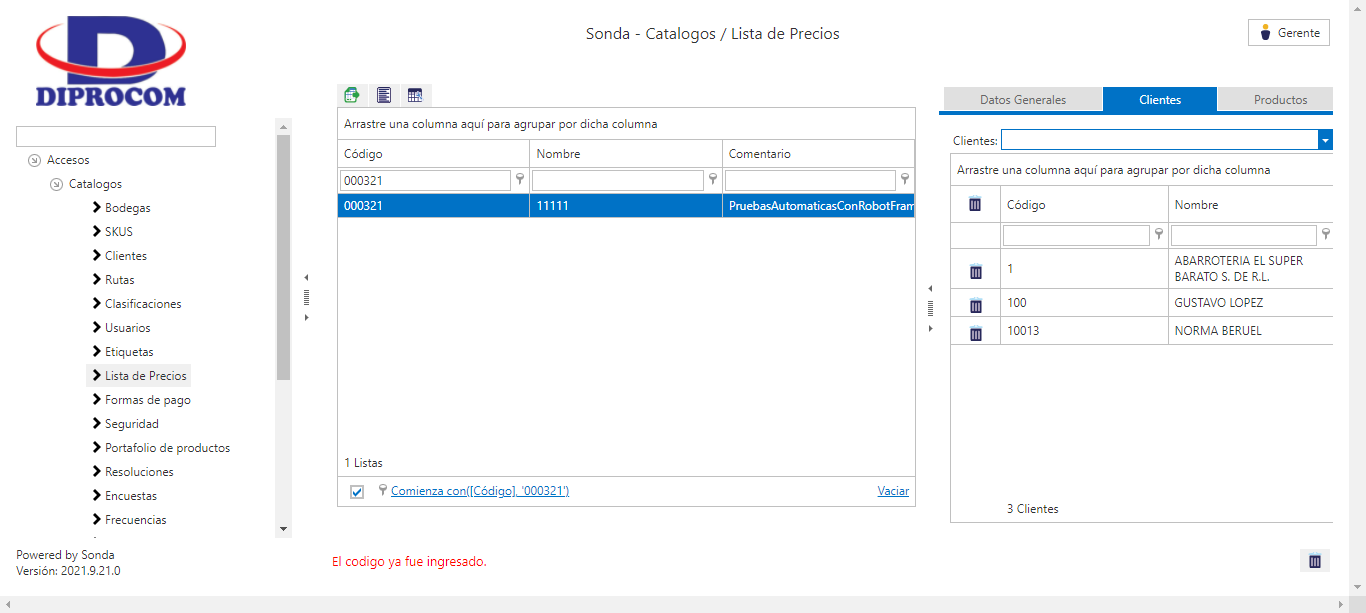 DIPROCOM
Sonda - Catalogos / Lista de Precios
Gerente
Accesos
Catalogos
Bodegas
SKUS
Clientes
Rutas
Clasificaciones
Usuarios
Etiquetas
Lista de Precios
Formas de pago
Seguridad
Portafolio de productos
Resoluciones
Encuestas
Frecuencias
Powered by Sonda
Versión: 2021.9.21.0
Arrastre una columna aquí para agrupar por dicha columna
Código Nombre Comentario
000321
000321 11111 PruebasAutomaticasConRobotFram
1 Listas
Comienza con([Código], '000321') Vaciar
El codigo ya fue ingresado.
Datos Generales Clientes Productos
Clientes:
Arrastre una columna aquí para agrupar por dicha columna
Código Nombre
1 ABARROTERIA EL SUPER
BARATO S. DE R.L.
100 GUSTAVO LOPEZ
10013 NORMA BERUEL
3 Clientes